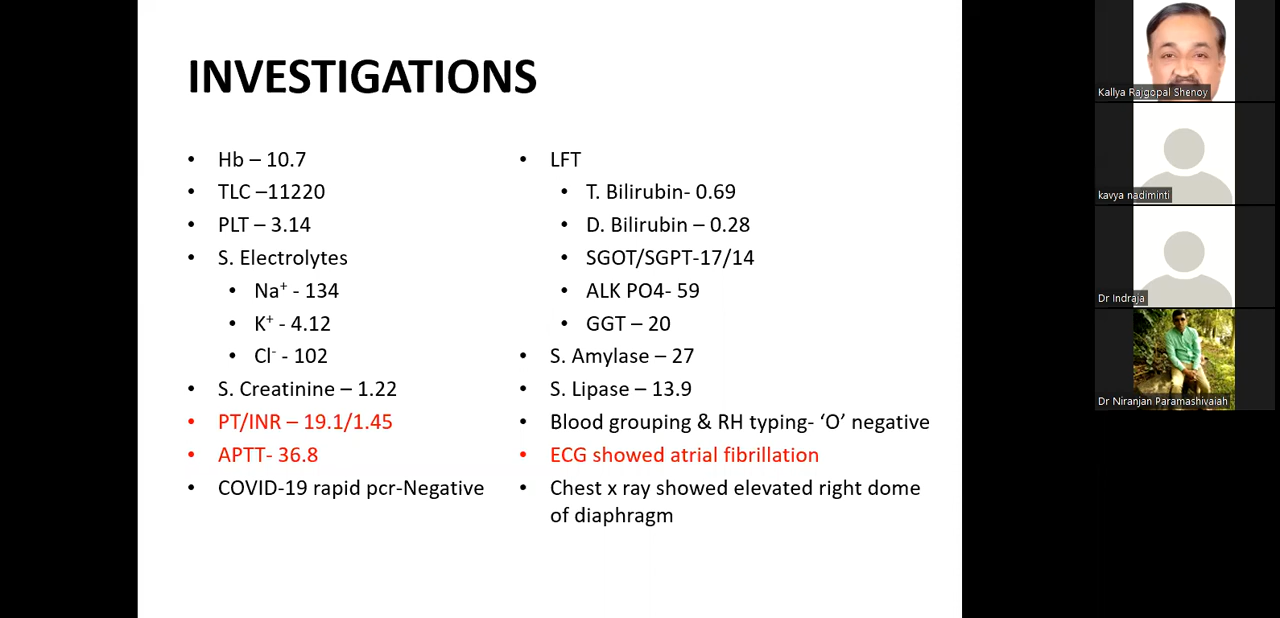 INVESTIGATIONS
• Hb – 10.7
• TLC –11220
• PLT – 3.14
• S. Electrolytes
• Na+ - 134
• K+ - 4.12
• Cl- - 102
• S. Creatinine – 1.22
• PT/INR – 19.1/1.45
• APTT- 36.8
• COVID-19 rapid pcr-Negative
• LFT
• T. Bilirubin- 0.69
• D. Bilirubin – 0.28
• SGOT/SGPT-17/14
• ALK PO4- 59
• GGT – 20
• S. Amylase – 27
• S. Lipase – 13.9
• Blood grouping & RH typing- ‘O’ negative
• ECG showed atrial fibrillation
• Chest x ray showed elevated right dome
of diaphragm
Kallya Rajgopal Shenoy
kavya nadiminti
Dr Indraja
Dr Niranjan Paramashivaiah